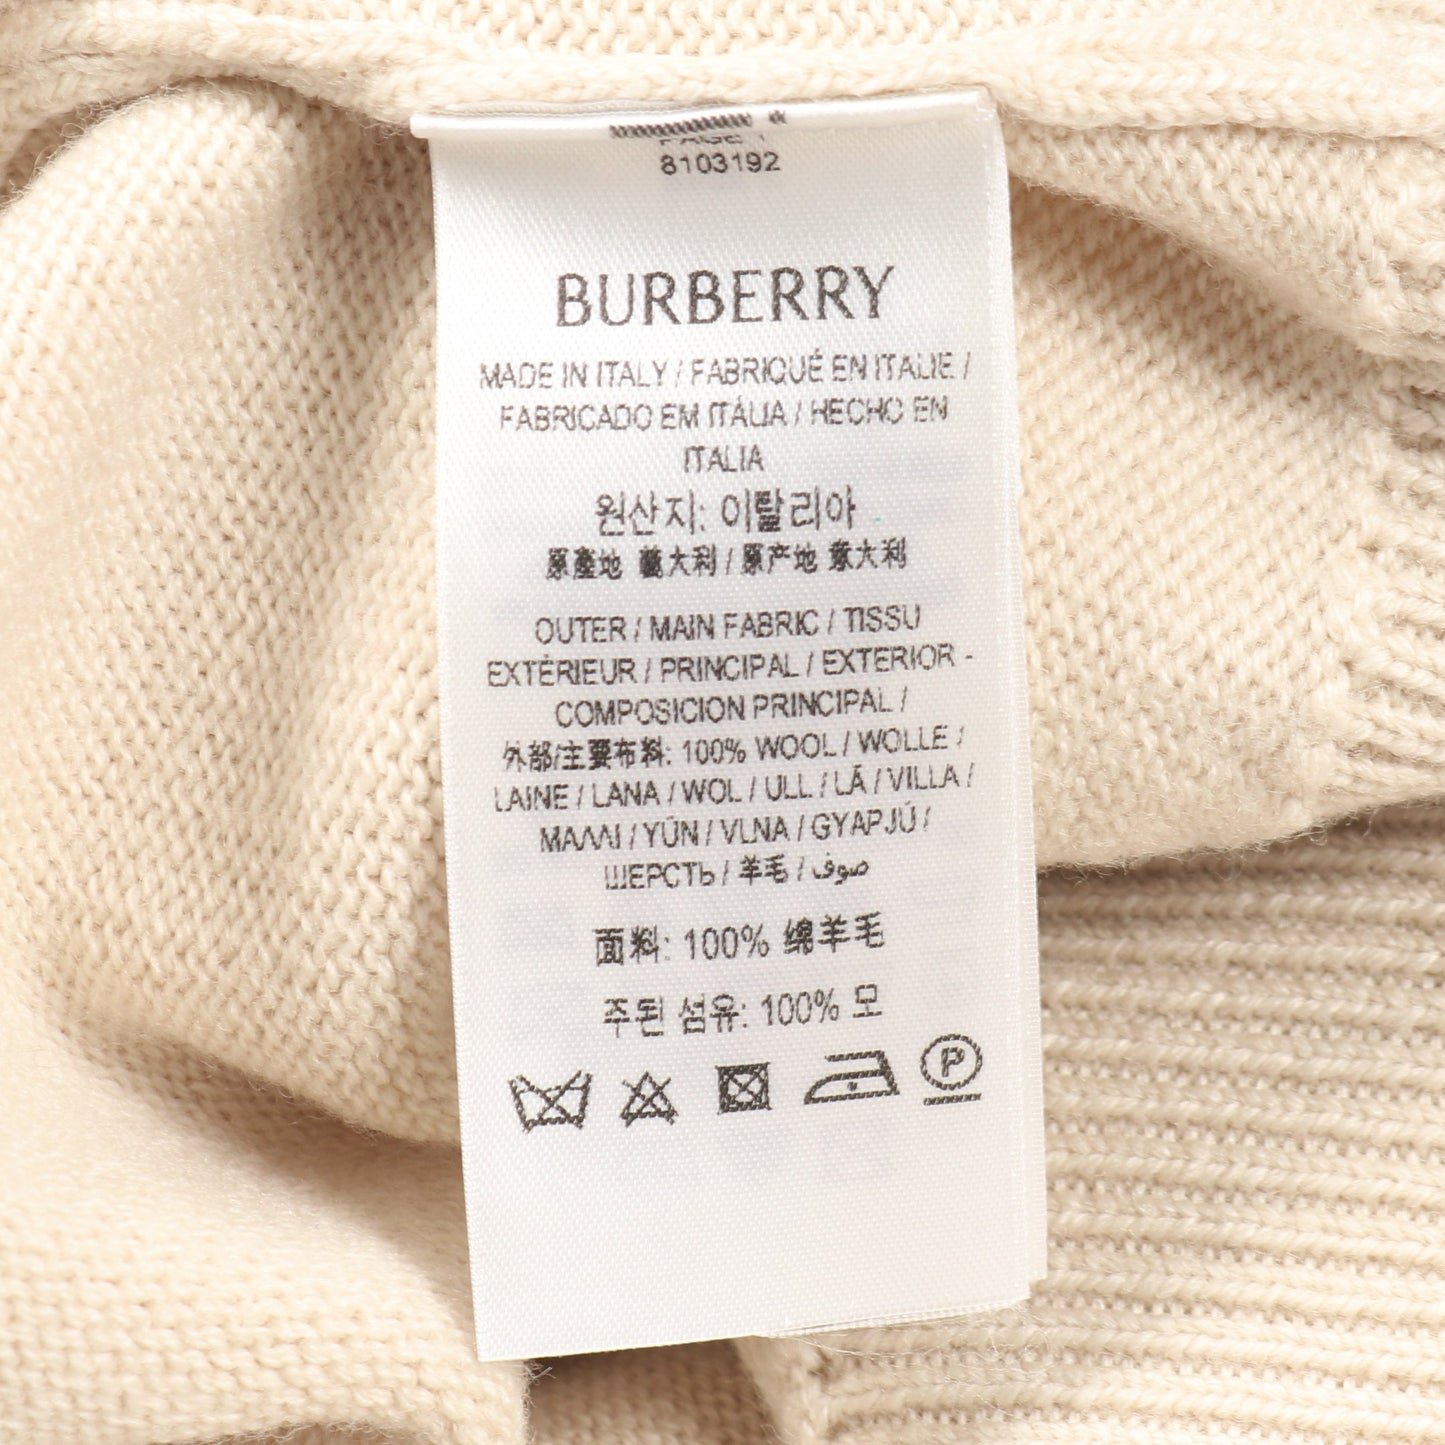 PAGE 1
8103192
BURBERRY
MADE IN ITALY / FABRIQUÉ EN ITALIE /
FABRICADO EM ITÁLIA / HECHO EN
ITALIA
원산지: 이탈리아
原產地 義大利 / 原产地 意大利
OUTER / MAIN FABRIC / TISSU
EXTÉRIEUR / PRINCIPAL / EXTERIOR -
COMPOSICION PRINCIPAL /
外部/主要布料: 100% WOOL / WOLLE /
LAINE / LANA / WOL / ULL / LÃ / VILLA /
ΜΑΛΛΙ / YÜN / VLNA / GYAPJÚ /
ШЕРСТЬ / 羊毛 / صوف
面料: 100% 绵羊毛
주된 섬유: 100% 모
P